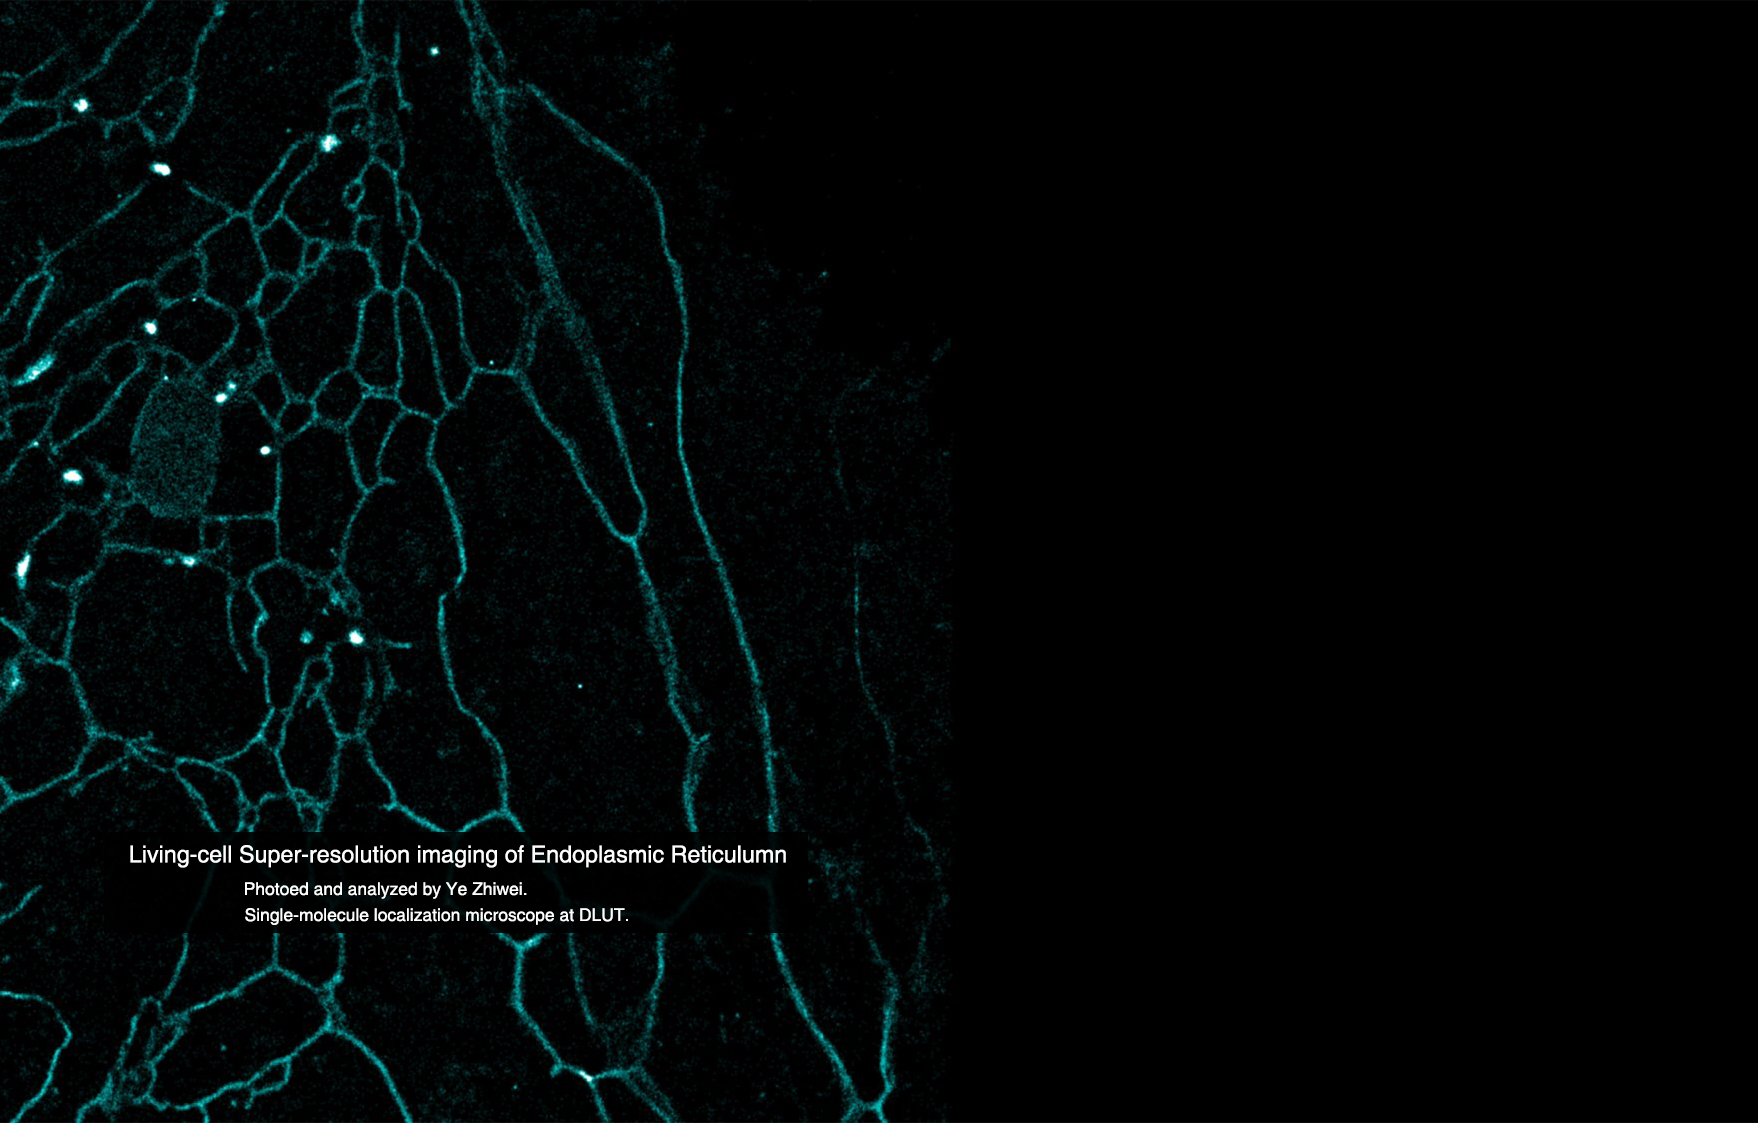 Living-cell Super-resolution imaging of Endoplasmic Reticulumn
Photoed and analyzed by Ye Zhiwei.
Single-molecule localization microscope at DLUT.